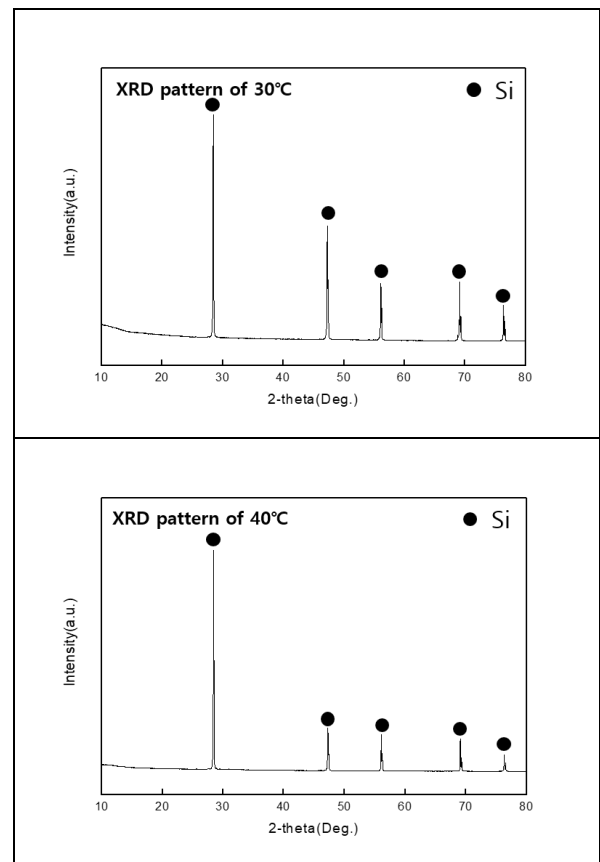 XRD pattern of 30℃
● Si
Intensity(a.u.)
10 20 30 40 50 60 70 80
2-theta(Deg.)
XRD pattern of 40℃
● Si
Intensity(a.u.)
10 20 30 40 50 60 70 80
2-theta(Deg.)